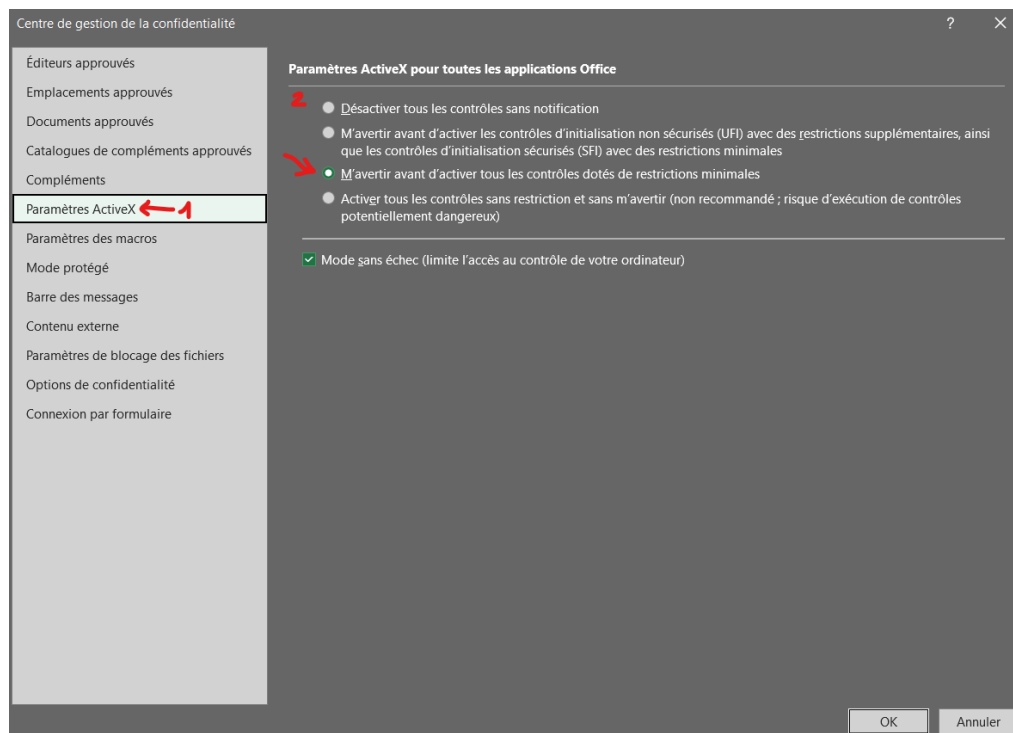 Centre de gestion de la confidentialité
?
Éditeurs approuvés
Emplacements approuvés
Documents approuvés
Catalogues de compléments approuvés
Compléments
Paramètres ActiveX 1
Paramètres des macros
Mode protégé
Barre des messages
Contenu externe
Paramètres de blocage des fichiers
Options de confidentialité
Connexion par formulaire
Paramètres ActiveX pour toutes les applications Office
2
Désactiver tous les contrôles sans notification
M’avertir avant d’activer les contrôles d’initialisation non sécurisés (UFI) avec des restrictions supplémentaires, ainsi
que les contrôles d’initialisation sécurisés (SFI) avec des restrictions minimales
M’avertir avant d’activer tous les contrôles dotés de restrictions minimales
Activer tous les contrôles sans restriction et sans m’avertir (non recommandé ; risque d’exécution de contrôles
potentiellement dangereux)
Mode sans échec (limite l’accès au contrôle de votre ordinateur)
OK
Annuler